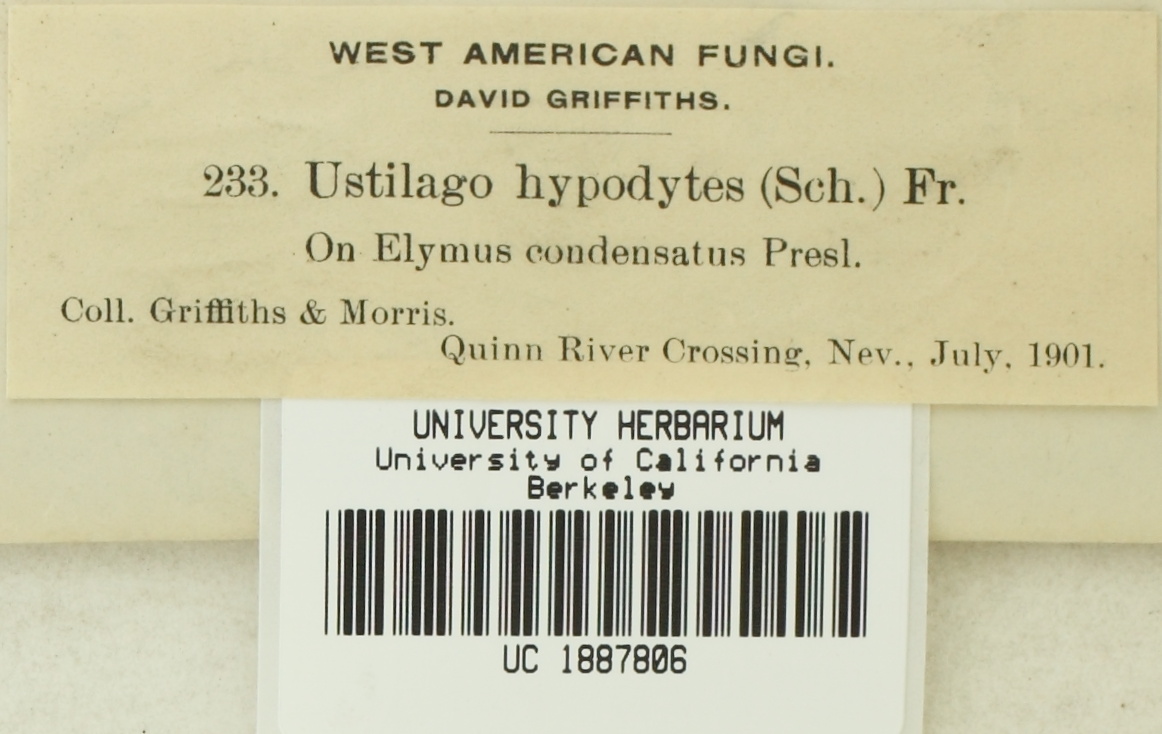 WEST AMERICAN FUNGI.
DAVID GRIFFITHS.
233. Ustilago hypodytes (Sch.) Fr.
On Elymus condensatus Presl.
Coll. Griffiths & Morris.
Quinn River Crossing, Nev., July, 1901.
UNIVERSITY HERBARIUM
University of California
Berkeley
UC 1887806